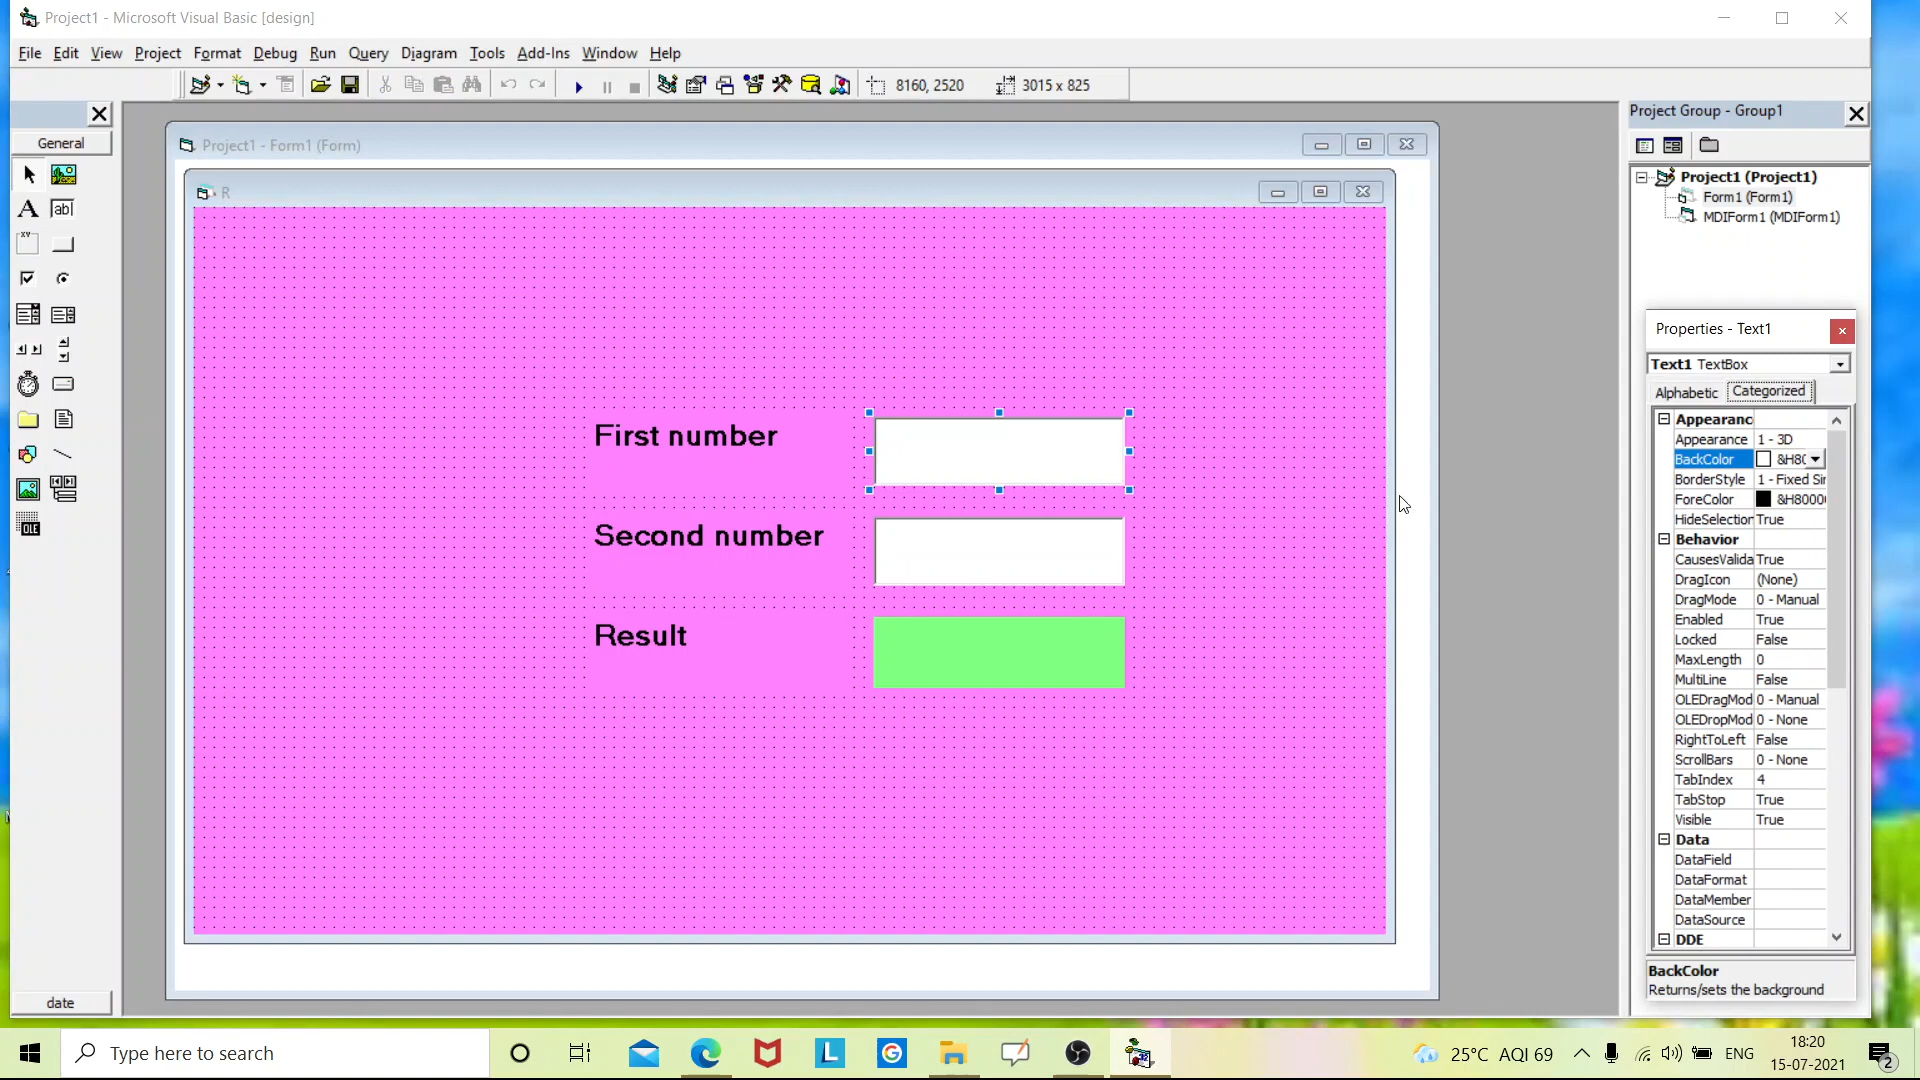 Project1 - Microsoft Visual Basic [design]
File Edit View Project Format Debug Run Query Diagram Tools Add-Ins Window Help
8160, 2520 3015 x 825
General
A
ab|
XY
OLE
date
Project1 - Form1 (Form)
R
First number
Second number
Result
Project Group - Group1
Project1 (Project1)
Form1 (Form1)
MDIForm1 (MDIForm1)
Properties - Text1
Text1 TextBox
Alphabetic Categorized
Appearanc
Appearance 1 - 3D
BackColor &H8(
BorderStyle 1 - Fixed Sir
ForeColor &H8000(
HideSelection True
Behavior
CausesValida True
DragIcon (None)
DragMode 0 - Manual
Enabled True
Locked False
MaxLength 0
MultiLine False
OLEDragMod 0 - Manual
OLEDropMod 0 - None
RightToLeft False
ScrollBars 0 - None
TabIndex 4
TabStop True
Visible True
Data
DataField
DataFormat
DataMember
DataSource
DDE
BackColor
Returns/sets the background
Type here to search
L
G
25°C AQI 69
ENG
18:20
15-07-2021
2